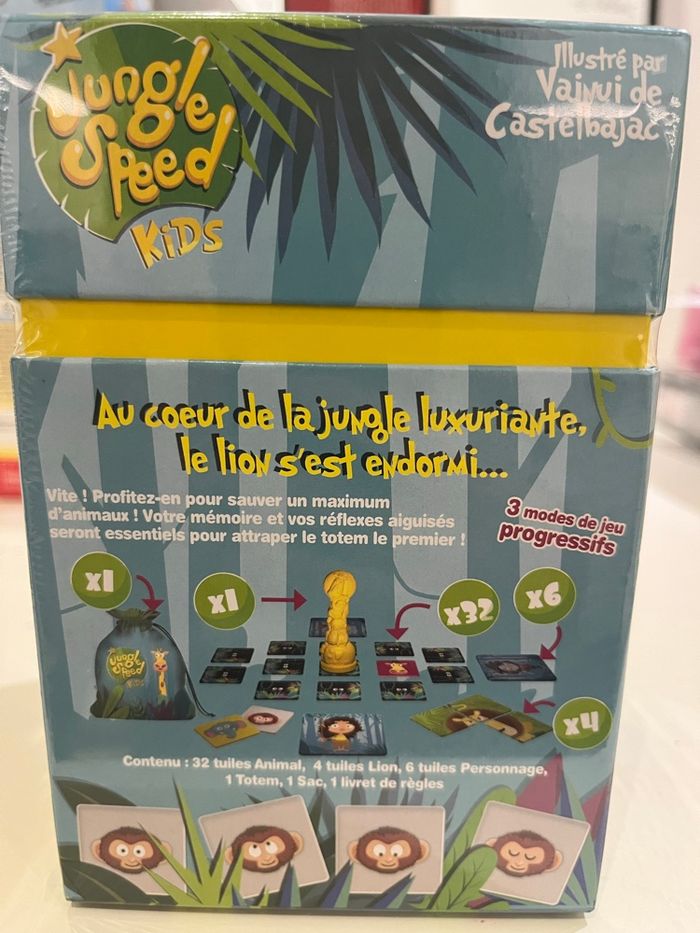 Jungle
Speed
KiDS
Illustré par
Vaïnui de
Castelbajac
Au coeur de la jungle luxuriante,
le lion s'est endormi...
Vite ! Profitez-en pour sauver un maximum
d'animaux ! Votre mémoire et vos réflexes aiguisés
seront essentiels pour attraper le totem le premier !
3 modes de jeu
progressifs
x1
x1
x32
x6
Jungle
Speed
KiDS
x4
Contenu : 32 tuiles Animal, 4 tuiles Lion, 6 tuiles Personnage,
1 Totem, 1 Sac, 1 livret de règles